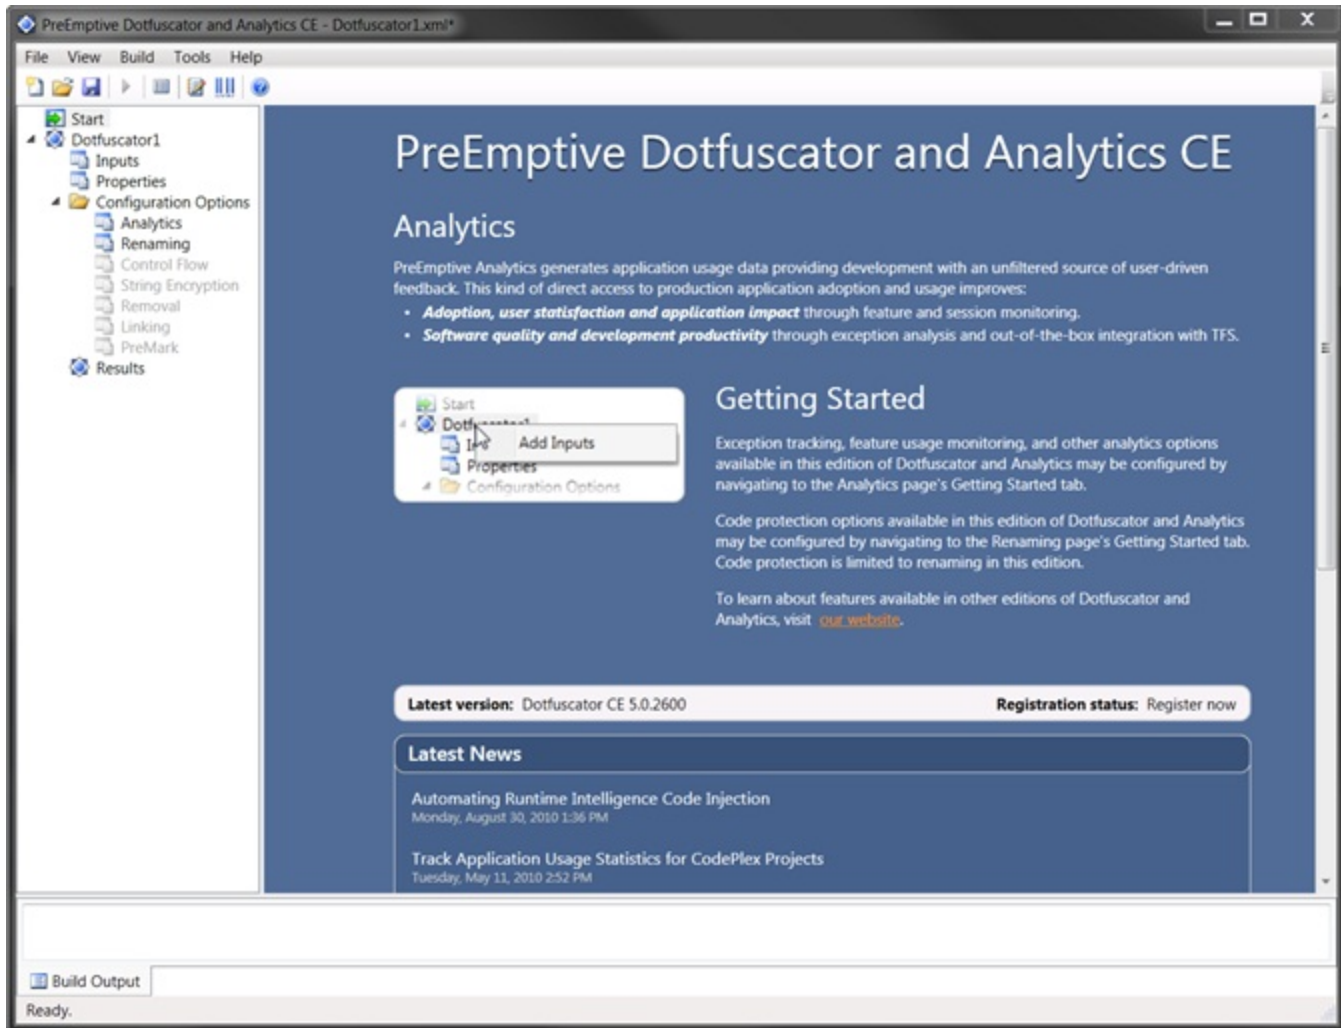 PreEmptive Dotfuscator and Analytics CE - Dotfuscator1.xml*
File View Build Tools Help
Start
Dotfuscator1
Inputs
Properties
Configuration Options
Analytics
Renaming
Control Flow
String Encryption
Removal
Linking
PreMark
Results
PreEmptive Dotfuscator and Analytics CE
Analytics
PreEmptive Analytics generates application usage data providing development with an unfiltered source of user-driven
feedback. This kind of direct access to production application adoption and usage improves:
• Adoption, user statisfaction and application impact through feature and session monitoring.
• Software quality and development productivity through exception analysis and out-of-the-box integration with TFS.
Start
Dotfuscator1
Add Inputs
Properties
Configuration Options
Getting Started
Exception tracking, feature usage monitoring, and other analytics options
available in this edition of Dotfuscator and Analytics may be configured by
navigating to the Analytics page's Getting Started tab.
Code protection options available in this edition of Dotfuscator and Analytics
may be configured by navigating to the Renaming page's Getting Started tab.
Code protection is limited to renaming in this edition.
To learn about features available in other editions of Dotfuscator and
Analytics, visit our website.
Latest version: Dotfuscator CE 5.0.2600 Registration status: Register now
Latest News
Automating Runtime Intelligence Code Injection
Monday, August 30, 2010 1:36 PM
Track Application Usage Statistics for CodePlex Projects
Tuesday, May 11, 2010 2:52 PM
Build Output
Ready.